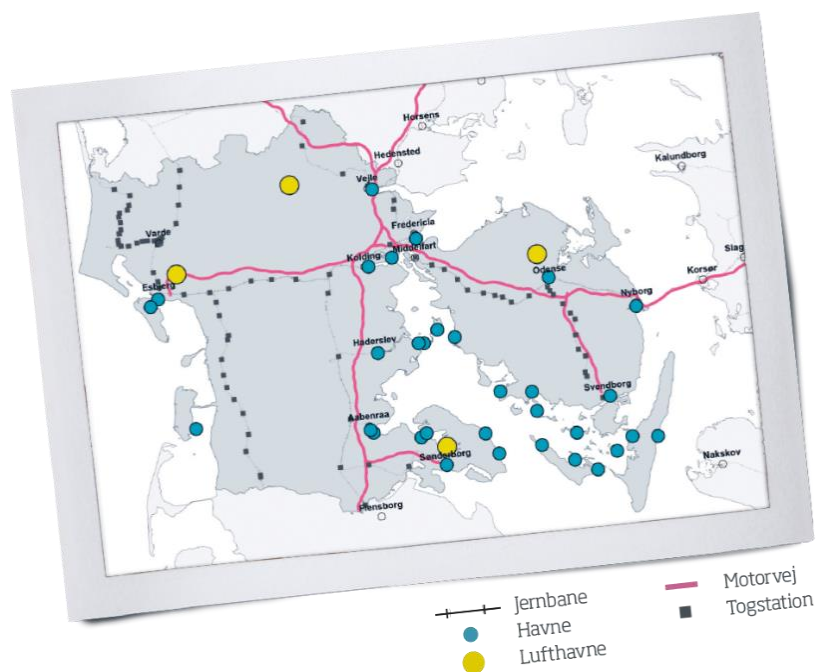 Horsens
Hedensted
Kalundborg
Vejle
Fredericia
Varde
Middelfart
Kolding
Slag
Odense
Korsør
Esbjerg
Nyborg
Haderslev
Svendborg
Aabenraa
Sønderborg
Nakskov
Flensborg
Jernbane
Motorvej
Havne
Togstation
Lufthavne